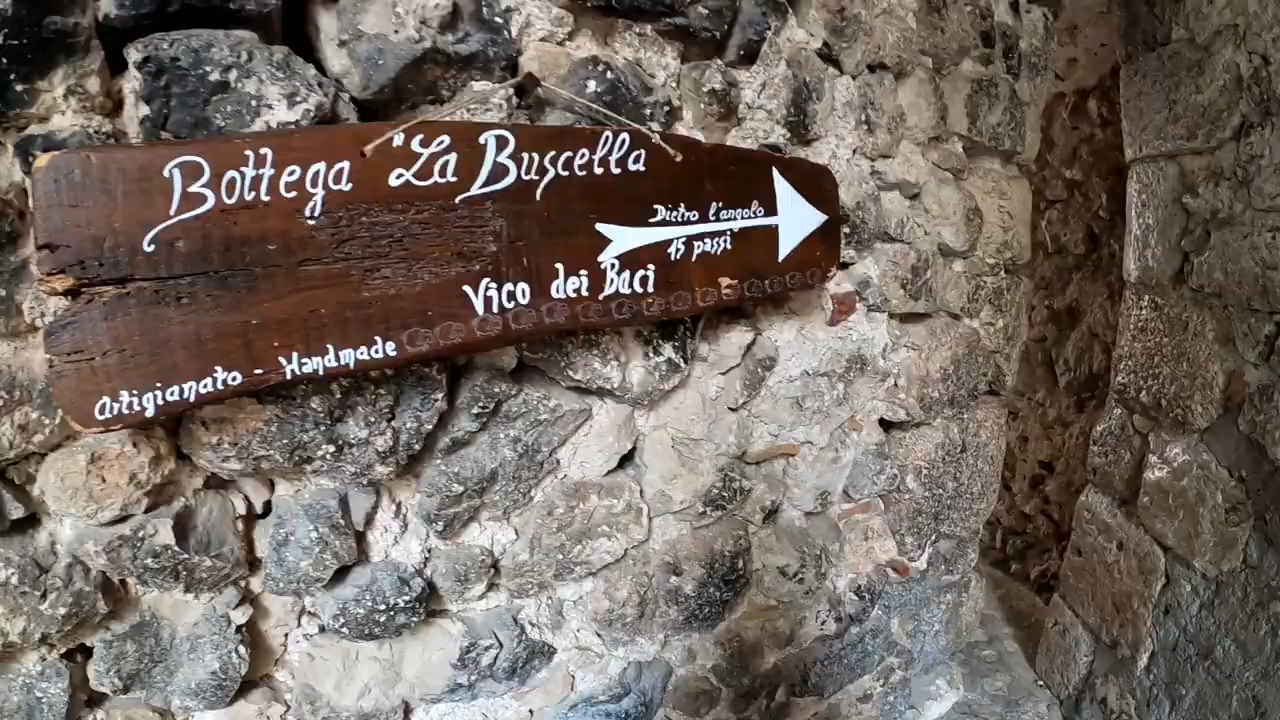 Bottega "La Buscella
Dietro l'angolo
15 passi
Vico dei Baci
Artigianato - Handmade